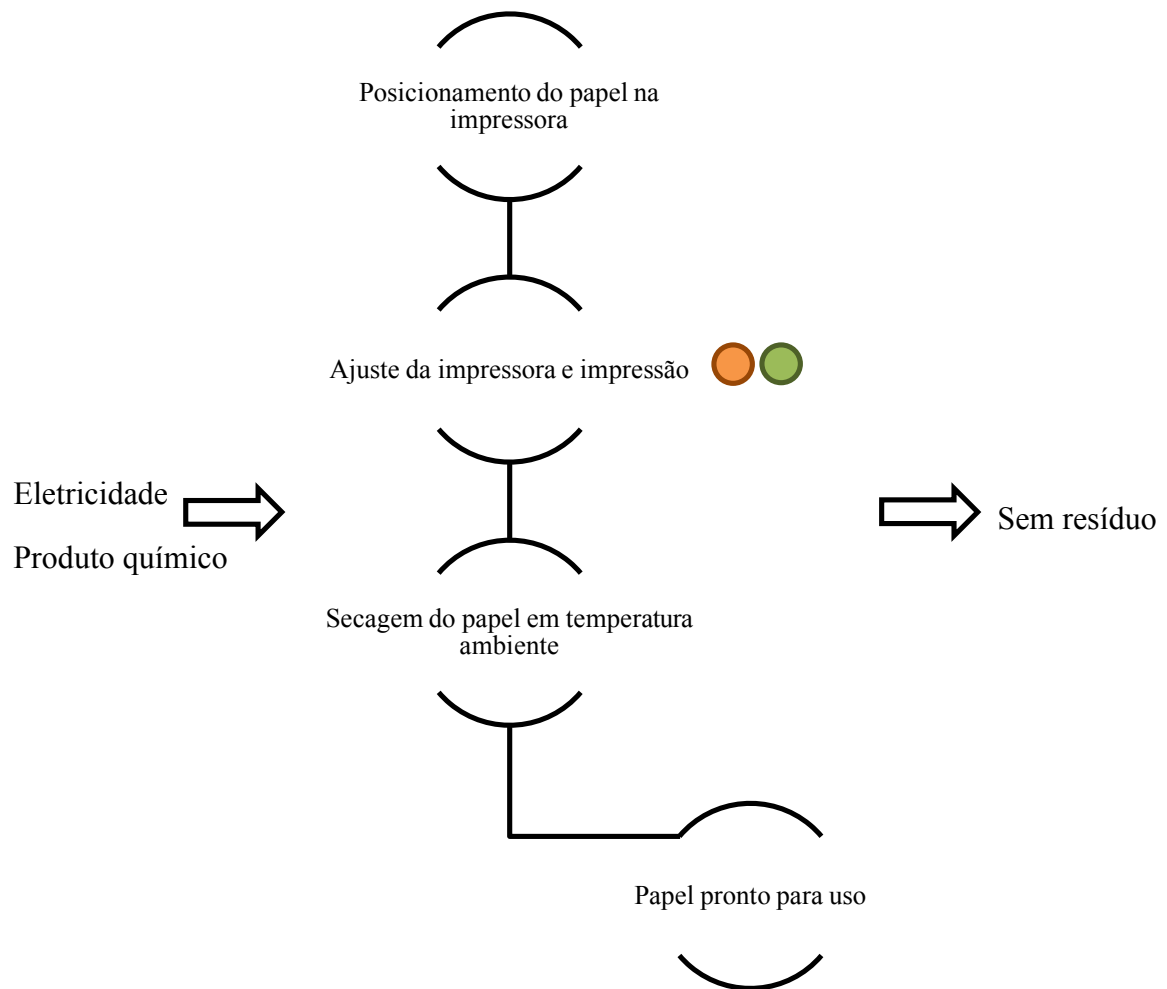 Posicionamento do papel na
impressora
Ajuste da impressora e impressão
Eletricidade
Produto químico
Sem resíduo
Secagem do papel em temperatura
ambiente
Papel pronto para uso